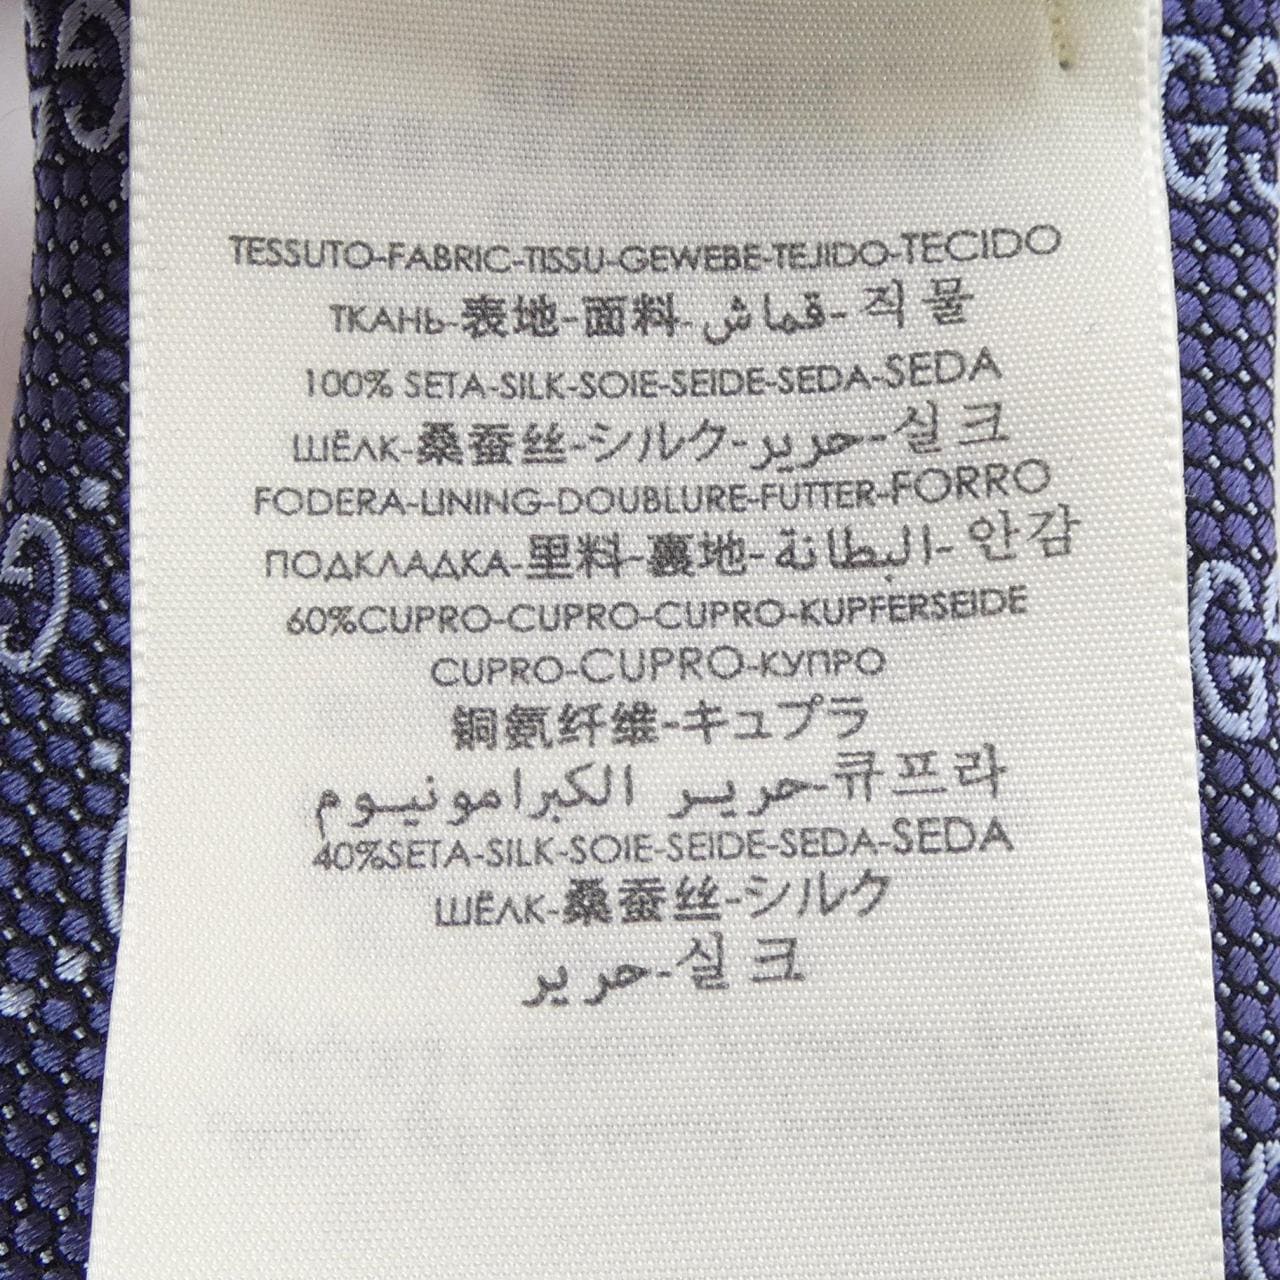 TESSUTO-FABRIC-TISSU-GEWEBE-TEJIDO-TECIDO
ТКАНЬ-表地-面料-قماش-직물
100% SETA-SILK-SOIE-SEIDE-SEDA-SEDA
ШЁЛК-桑蚕丝-シルク-حرير-실크
FODERA-LINING-DOUBLURE-FUTTER-FORRO
ПОДКЛАДКА-里料-裏地-البطانة-안감
60%CUPRO-CUPRO-CUPRO-KUPFERSEIDE
CUPRO-CUPRO-КУПРО
铜氨纤维-キュプラ
حرير الكبرامونيوم-큐프라
40%SETA-SILK-SOIE-SEIDE-SEDA-SEDA
ШЁЛК-桑蚕丝-シルク
حرير-실크